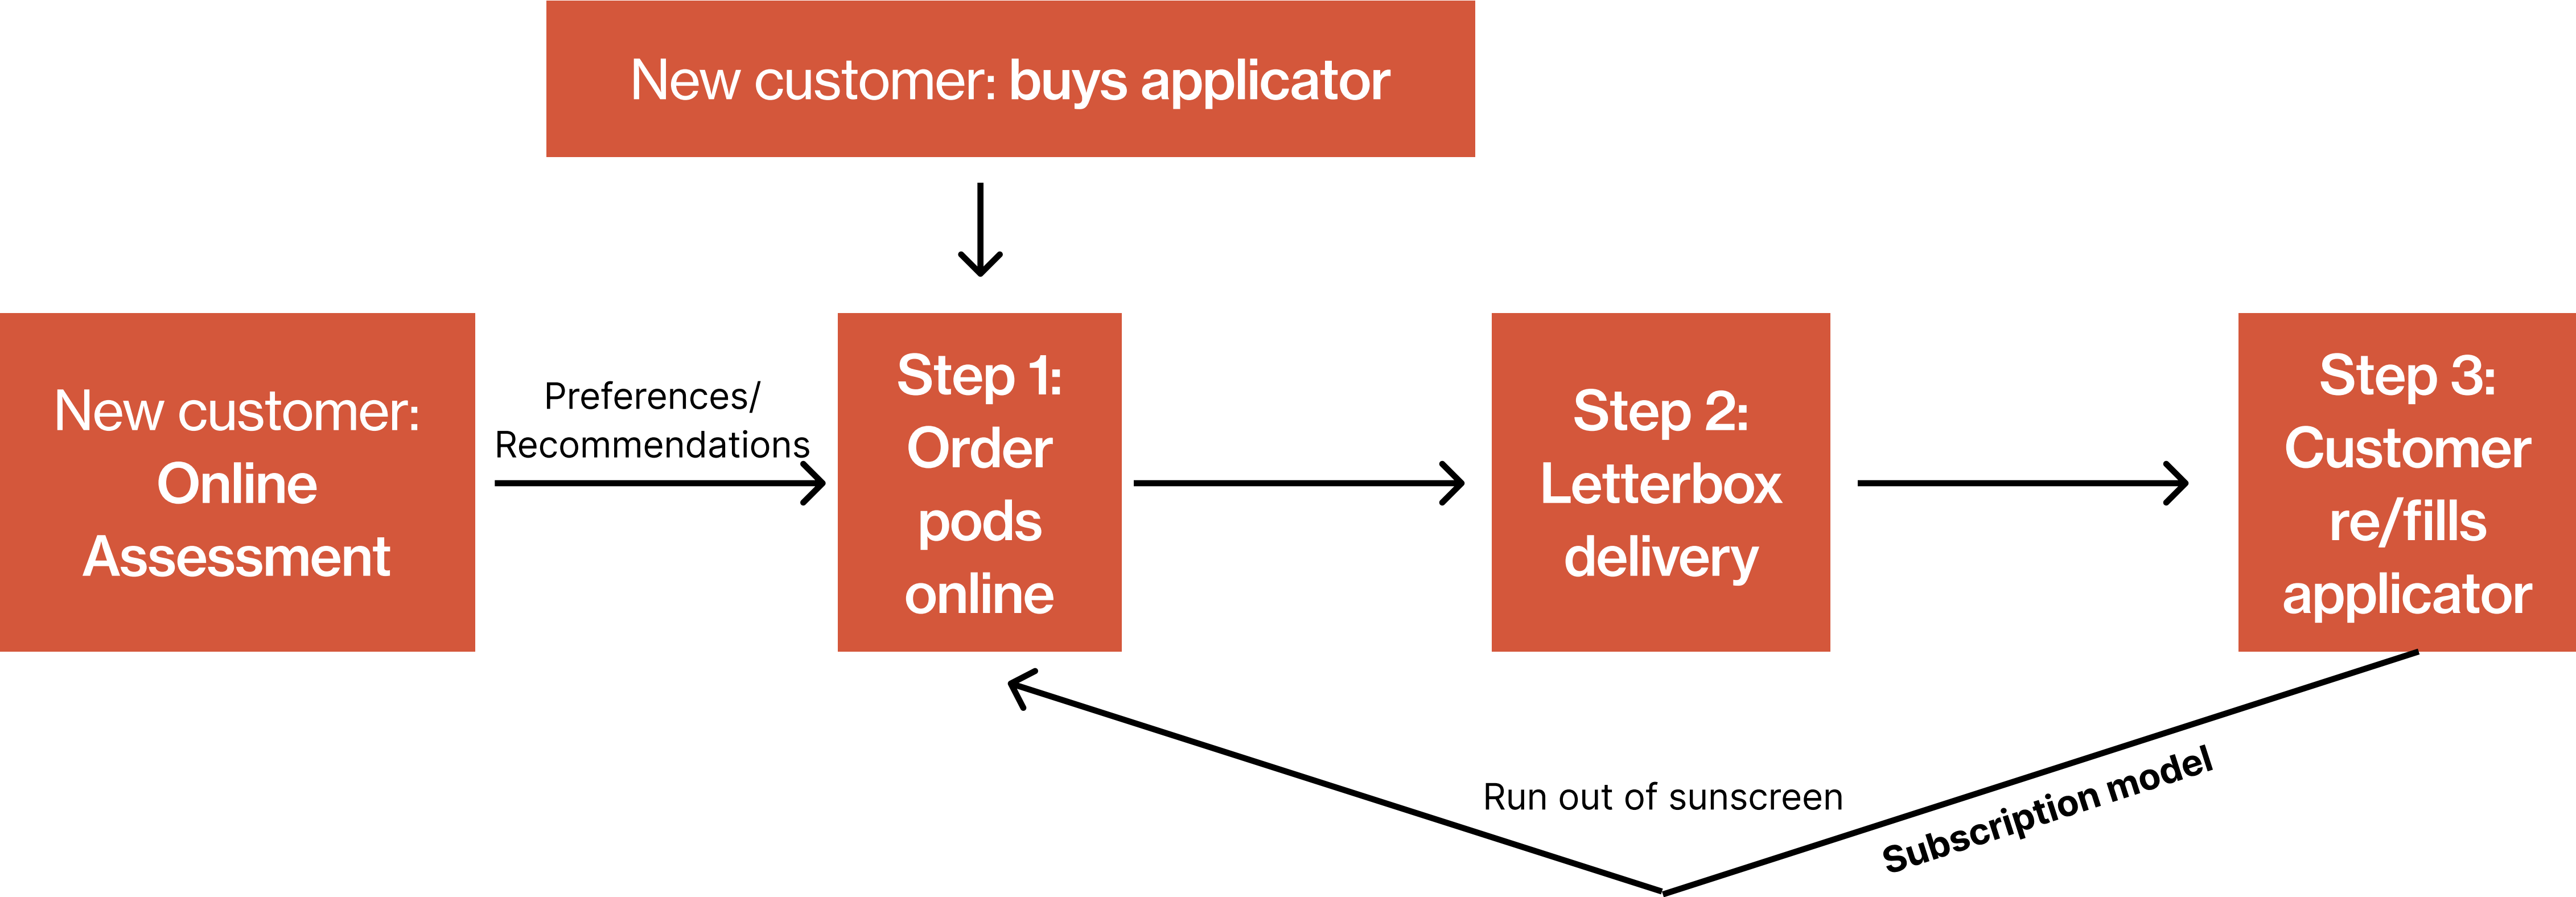 New customer: buys applicator
New customer:
Online
Assessment
Preferences/
Recommendations
Step 1:
Order
pods
online
Step 2:
Letterbox
delivery
Step 3:
Customer
re/fills
applicator
Run out of sunscreen
Subscription model